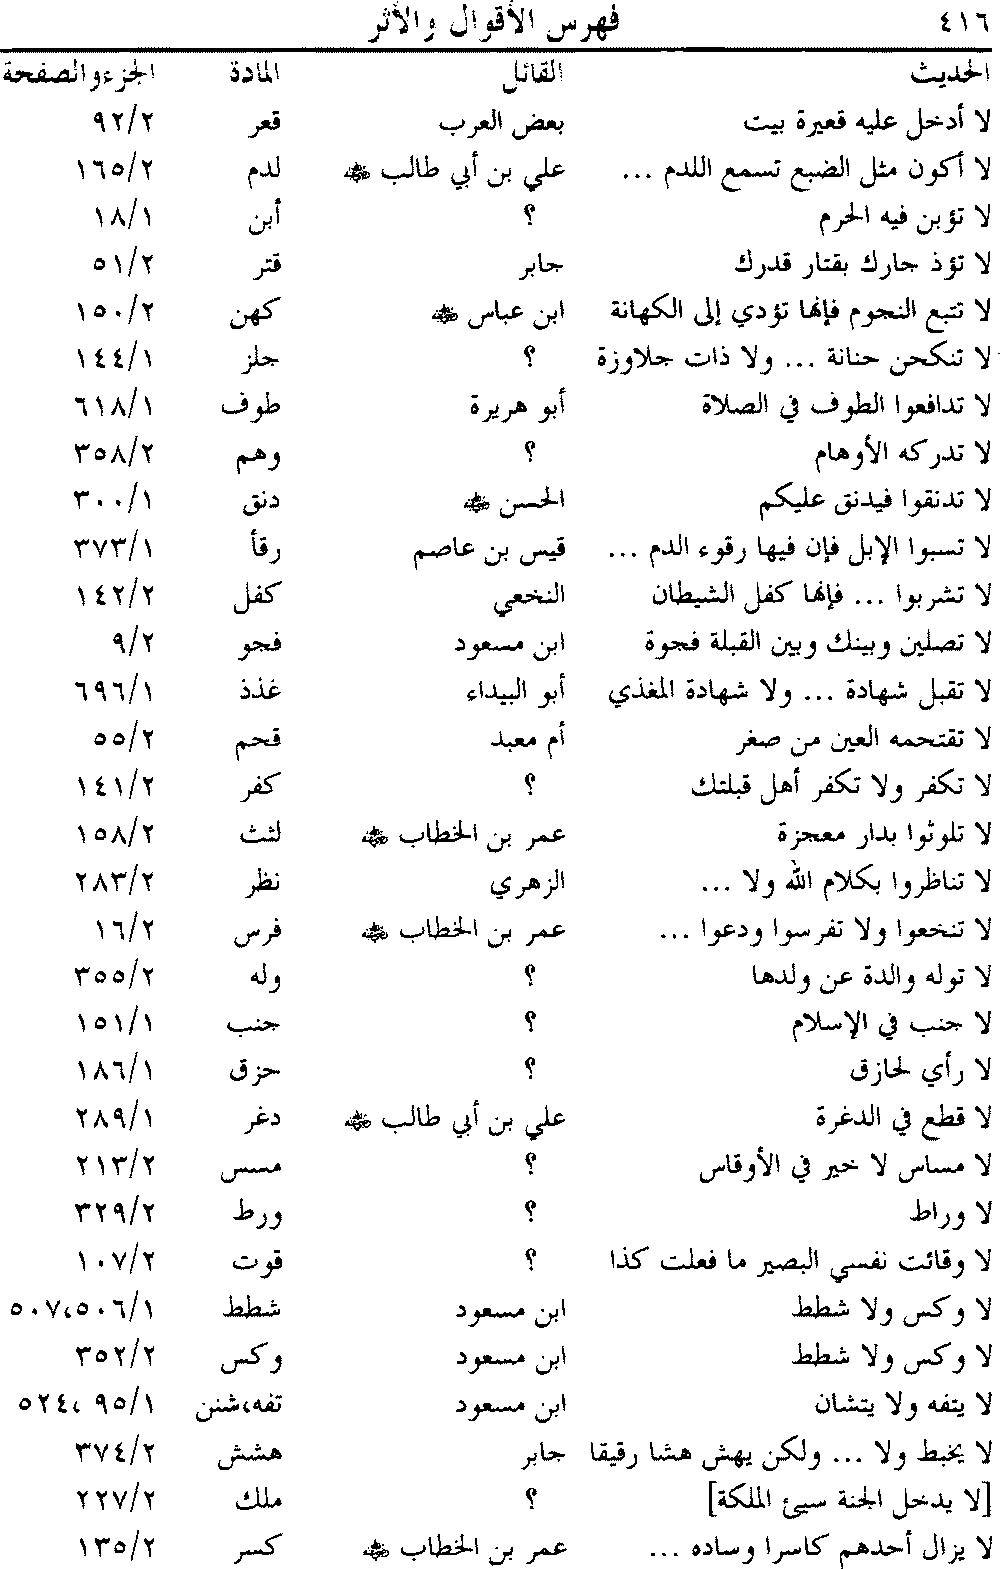 ٤١٦ فهرس الأقوال والأثر
الحديث القائل المادة الجزء والصفحة
لا أدخل عليه قعيرة بيت بعض العرب قعر ٩٢/٢
لا أكون مثل الضبع تسمع اللدم ... علي بن أبي طالب ﷺ لدم ١٦٥/٢
لا تؤبن فيه الحرم ؟ أبن ١٨/١
لا تؤذ جارك بقتار قدرك جابر قتر ٥١/٢
لا تتبع النجوم فإنها تؤدي إلى الكهانة ابن عباس ﷺ كهن ١٥٠/٢
لا تنكحن حنانة ... ولا ذات جلاوزة ؟ جلز ١٤٤/١
لا تدافعوا الطوف في الصلاة أبو هريرة طوف ٦١٨/١
لا تدركه الأوهام ؟ وهم ٣٥٨/٢
لا تدنقوا فيدنق عليكم الحسن ﷺ دنق ٣٠٠/١
لا تسبوا الإبل فإن فيها رقوء الدم ... قيس بن عاصم رقأ ٣٧٣/١
لا تشربوا ... فإنها كفل الشيطان النخعي كفل ١٤٢/٢
لا تصلين وبينك وبين القبلة فجوة ابن مسعود فجو ٩/٢
لا تقبل شهادة ... ولا شهادة المغذي أبو البيداء غذذ ٦٩٦/١
لا تقتحمه العين من صغر أم معبد قحم ٥٥/٢
لا تكفر ولا تكفر أهل قبلتك ؟ كفر ١٤١/٢
لا تلوثوا بدار معجزة عمر بن الخطاب ﷺ لثث ١٥٨/٢
لا تناظروا بكلام الله ولا ... الزهري نظر ٢٨٣/٢
لا تنخعوا ولا تفرسوا ودعوا ... عمر بن الخطاب ﷺ فرس ١٦/٢
لا توله والدة عن ولدها ؟ وله ٣٥٥/٢
لا جنب في الإسلام ؟ جنب ١٥١/١
لا رأي لحازق ؟ حزق ١٨٦/١
لا قطع في الدغرة علي بن أبي طالب ﷺ دغر ٢٨٩/١
لا مساس لا خير في الأوقاس ؟ مسس ٢١٣/٢
لا وراط ؟ ورط ٣٢٩/٢
لا وقائت نفسي البصير ما فعلت كذا ؟ قوت ١٠٧/٢
لا وكس ولا شطط ابن مسعود شطط ٥٠٧،٥٠٦/١
لا وكس ولا شطط ابن مسعود وكس ٣٥٢/٢
لا يتفه ولا يتشان ابن مسعود تفه،شنن ٩٥/١ ،٥٢٤
لا يخبط ولا ... ولكن يهش هشا رقيقا جابر هشش ٣٧٤/٢
[لا يدخل الجنة سيئ الملكة] ؟ ملك ٢٢٧/٢
لا يزال أحدهم كاسرا وساده ... عمر بن الخطاب ﷺ كسر ١٣٥/٢